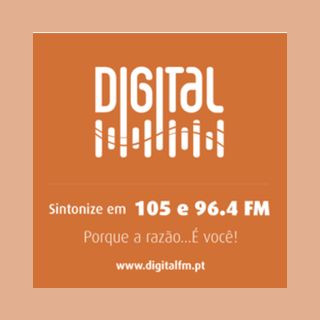 DIGITAL
Sintonize em 105 e 96.4 FM
Porque a razão...É você!
www.digitalfm.pt